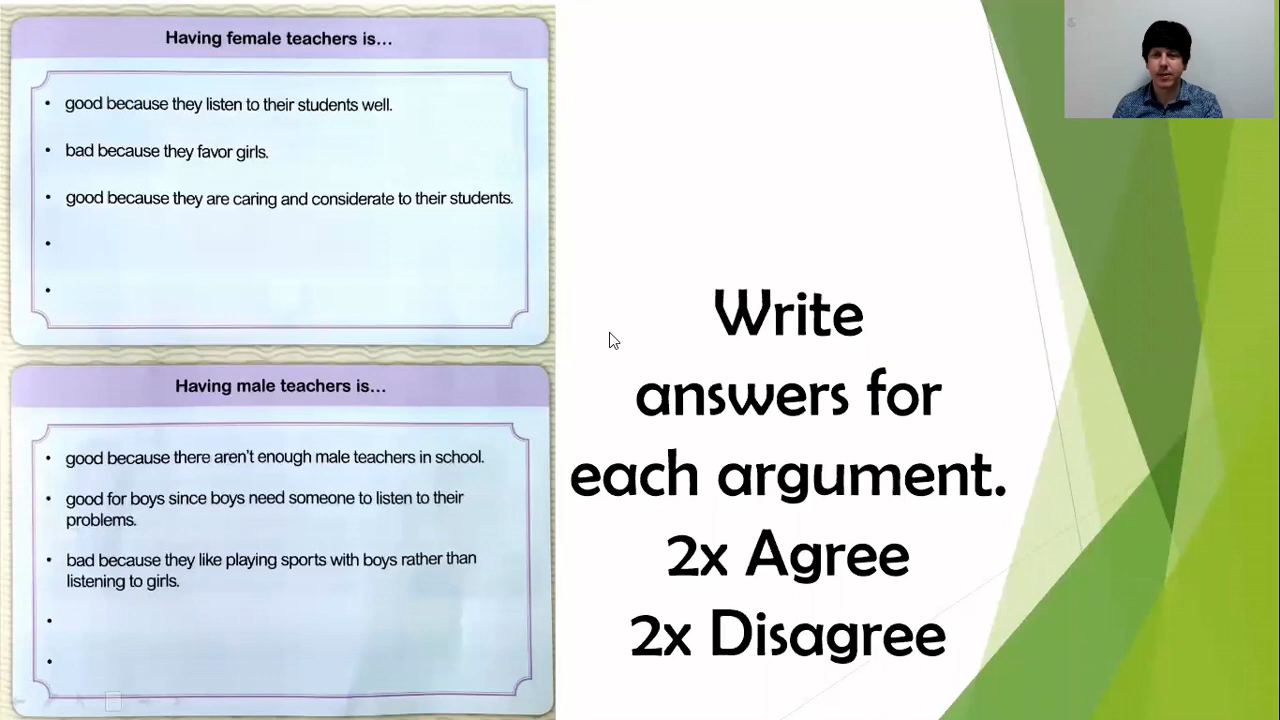 Having female teachers is...
• good because they listen to their students well.
• bad because they favor girls.
• good because they are caring and considerate to their students.
•
•
Having male teachers is...
• good because there aren't enough male teachers in school.
• good for boys since boys need someone to listen to their
problems.
• bad because they like playing sports with boys rather than
listening to girls.
•
•
Write
answers for
each argument.
2x Agree
2x Disagree